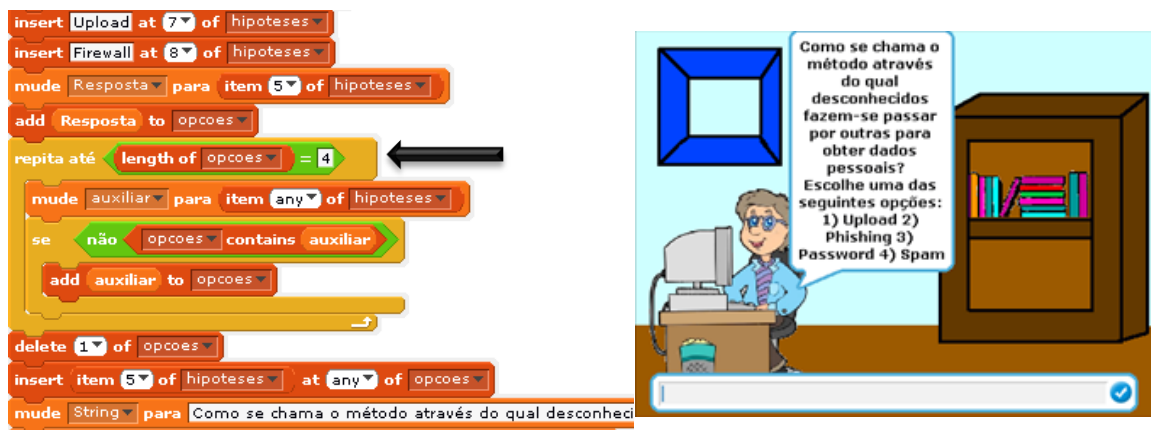 insert Upload at 7 of hipoteses
insert Firewall at 8 of hipoteses
mude Resposta para item 5 of hipoteses
add Resposta to opcoes
repita até length of opcoes = 4
mude auxiliar para item any of hipoteses
se não opcoes contains auxiliar
add auxiliar to opcoes
delete 1 of opcoes
insert item 5 of hipoteses at any of opcoes
mude String para Como se chama o método através do qual desconheci
Como se chama o
método através
do qual
desconhecidos
fazem-se passar
por outras para
obter dados
pessoais?
Escolhe uma das
seguintes opções:
1) Upload 2)
Phishing 3)
Password 4) Spam